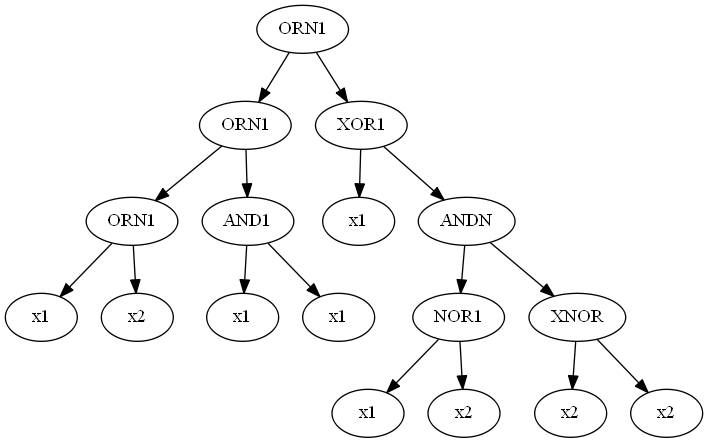 ORN1
ORN1 XOR1
ORN1 AND1 x1 ANDN
x1 x2 x1 x1 NOR1 XNOR
x1 x2 x2 x2